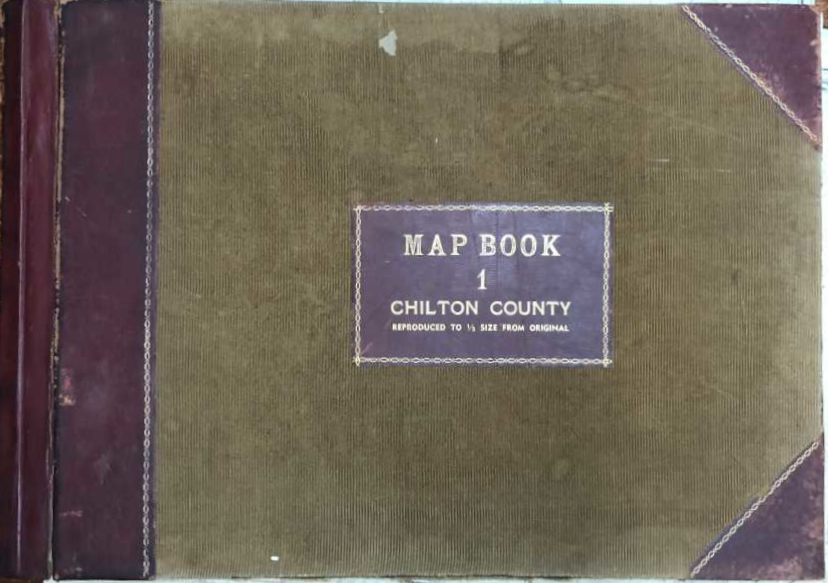 MAP BOOK
1
CHILTON COUNTY
REPRODUCED TO ½ SIZE FROM ORIGINAL